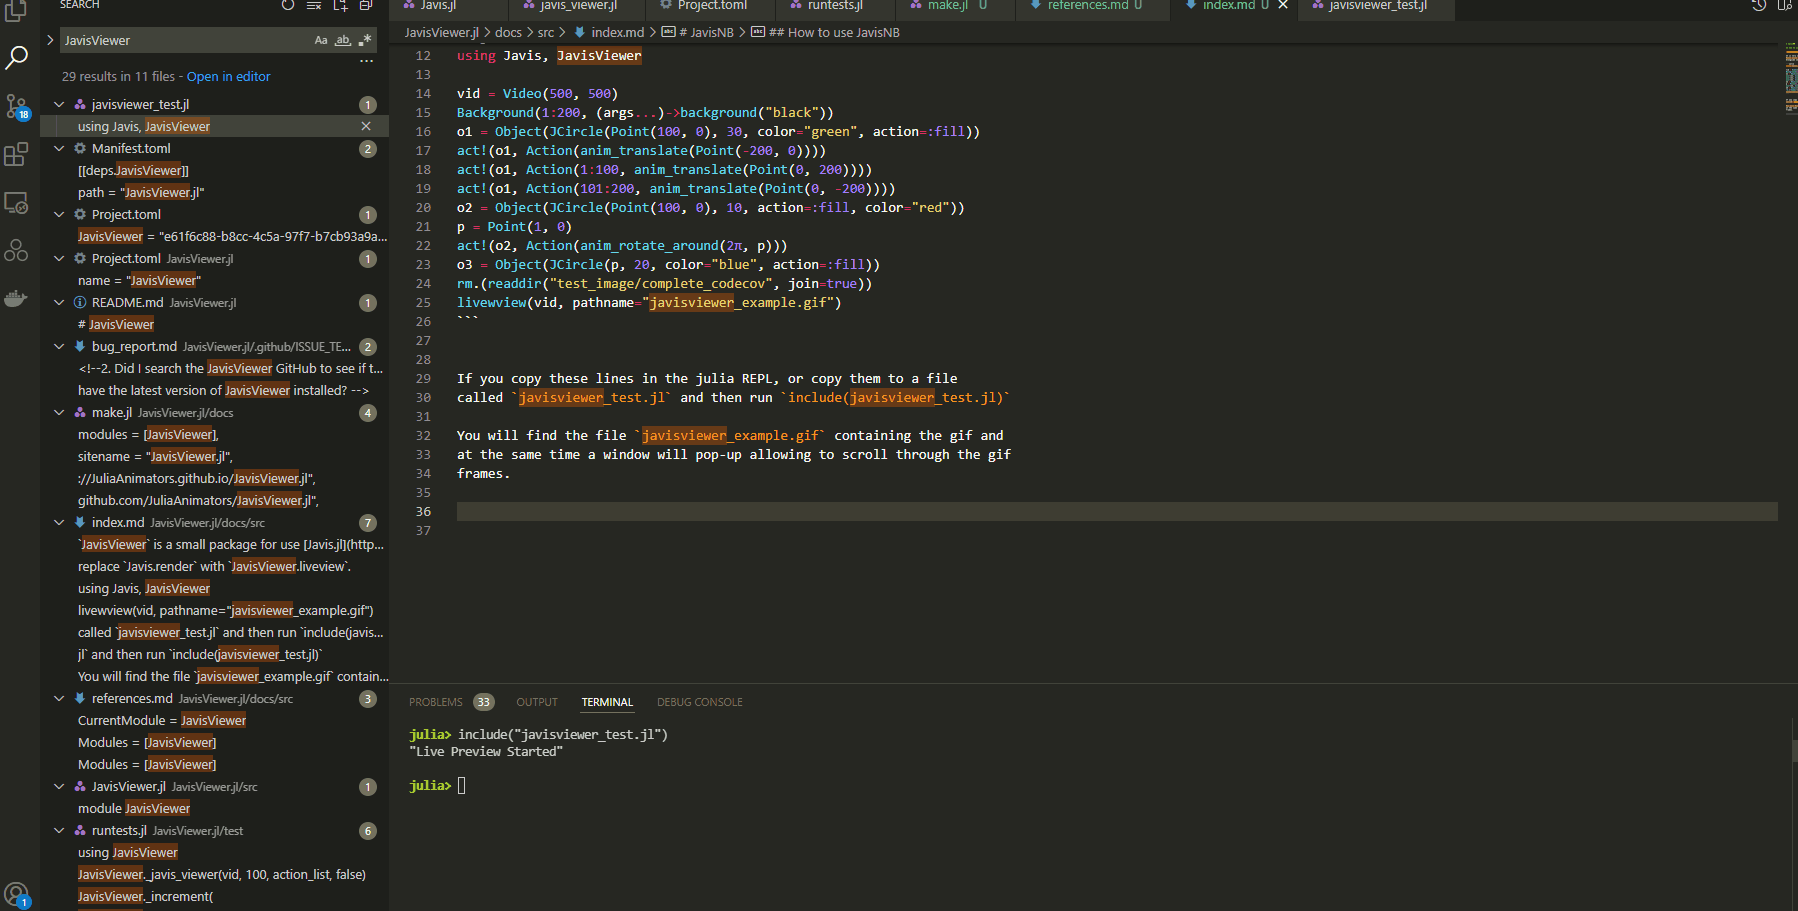 SEARCH
JavisViewer
Aa ab .*
29 results in 11 files - Open in editor
javisviewer_test.jl 1
using Javis, JavisViewer
Manifest.toml 2
[[deps.JavisViewer]]
path = "JavisViewer.jl"
Project.toml 1
JavisViewer = "e61f6c88-b8cc-4c5a-97f7-b7cb93a9a...
Project.toml JavisViewer.jl 1
name = "JavisViewer"
README.md JavisViewer.jl 1
# JavisViewer
bug_report.md JavisViewer.jl/.github/ISSUE_TE... 2
<!--2. Did I search the JavisViewer GitHub to see if t...
have the latest version of JavisViewer installed? -->
make.jl JavisViewer.jl/docs 4
modules = [JavisViewer],
sitename = "JavisViewer.jl",
://JuliaAnimators.github.io/JavisViewer.jl",
github.com/JuliaAnimators/JavisViewer.jl",
index.md JavisViewer.jl/docs/src 7
`JavisViewer` is a small package for use [Javis.jl](http...
replace `Javis.render` with `JavisViewer.liveview`.
using Javis, JavisViewer
livewview(vid, pathname="javisviewer_example.gif")
called `javisviewer_test.jl` and then run `include(javis...
jl` and then run `include(javisviewer_test.jl)`
You will find the file `javisviewer_example.gif` contain...
references.md JavisViewer.jl/docs/src 3
CurrentModule = JavisViewer
Modules = [JavisViewer]
Modules = [JavisViewer]
JavisViewer.jl JavisViewer.jl/src 1
module JavisViewer
runtests.jl JavisViewer.jl/test 6
using JavisViewer
JavisViewer._javis_viewer(vid, 100, action_list, false)
JavisViewer._increment(
18
1
Javis.jl javis_viewer.jl Project.toml runtests.jl make.jl U references.md U index.md U javisviewer_test.jl
JavisViewer.jl > docs > src > index.md > # JavisNB > ## How to use JavisNB
12 using Javis, JavisViewer
13
14 vid = Video(500, 500)
15 Background(1:200, (args...)->background("black"))
16 o1 = Object(JCircle(Point(100, 0), 30, color="green", action=:fill))
17 act!(o1, Action(anim_translate(Point(-200, 0))))
18 act!(o1, Action(1:100, anim_translate(Point(0, 200))))
19 act!(o1, Action(101:200, anim_translate(Point(0, -200))))
20 o2 = Object(JCircle(Point(100, 0), 10, action=:fill, color="red"))
21 p = Point(1, 0)
22 act!(o2, Action(anim_rotate_around(2π, p)))
23 o3 = Object(JCircle(p, 20, color="blue", action=:fill))
24 rm.(readdir("test_image/complete_codecov", join=true))
25 livewview(vid, pathname="javisviewer_example.gif")
26 ```
27
28
29 If you copy these lines in the julia REPL, or copy them to a file
30 called `javisviewer_test.jl` and then run `include(javisviewer_test.jl)`
31
32 You will find the file `javisviewer_example.gif` containing the gif and
33 at the same time a window will pop-up allowing to scroll through the gif
34 frames.
35
36
37
PROBLEMS 33 OUTPUT TERMINAL DEBUG CONSOLE
julia> include("javisviewer_test.jl")
"Live Preview Started"
julia>